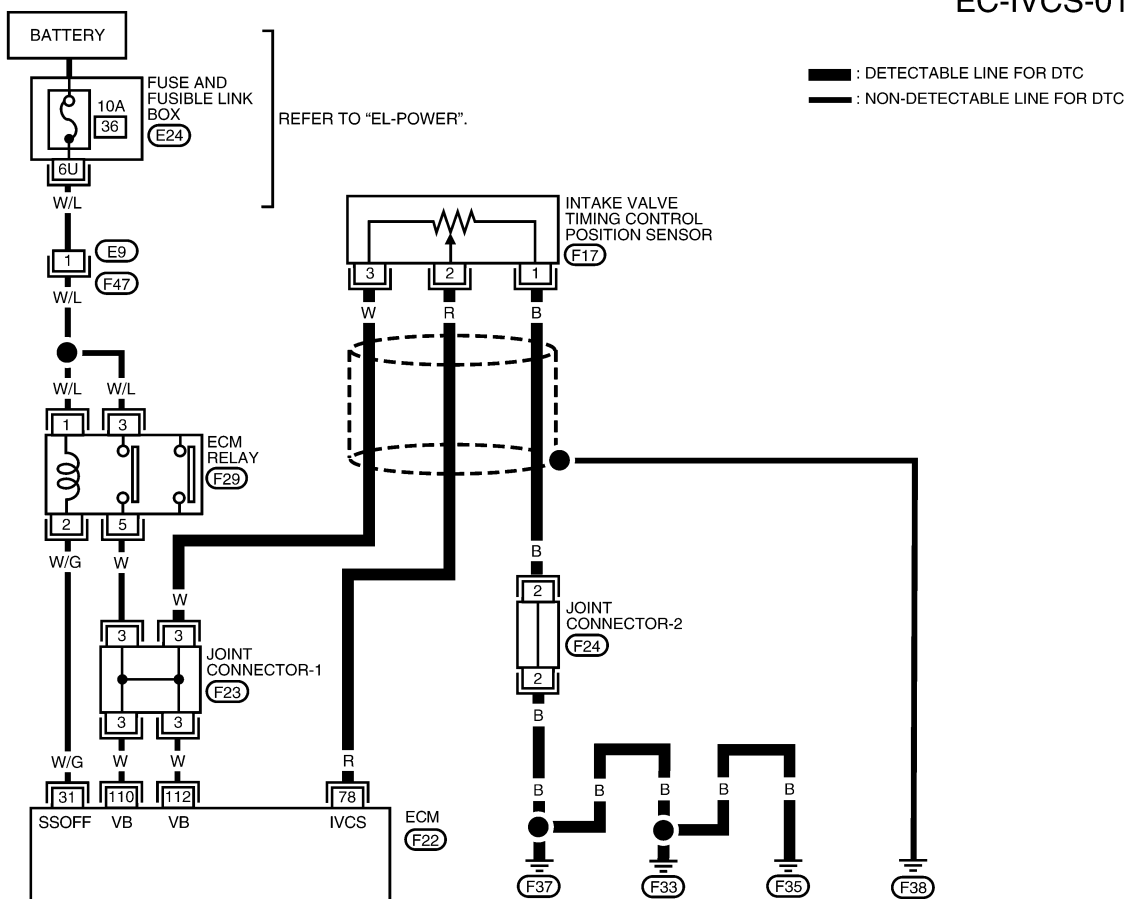 EC-IVCS-01
BATTERY
FUSE AND
FUSIBLE LINK
BOX
E24
10A
36
6U
REFER TO “EL-POWER”.
: DETECTABLE LINE FOR DTC
: NON-DETECTABLE LINE FOR DTC
W/L
1
E9
F47
W/L
INTAKE VALVE
TIMING CONTROL
POSITION SENSOR
F17
3 2 1
W R B
W/L W/L
1 3
ECM
RELAY
F29
2 5
W/G W
W
B
2
JOINT
CONNECTOR-2
F24
2
B
3 3
JOINT
CONNECTOR-1
F23
3 3
W/G W W R
B B B B B
31 110 112 78
SSOFF VB VB IVCS
ECM
F22
F37 F33 F35 F38